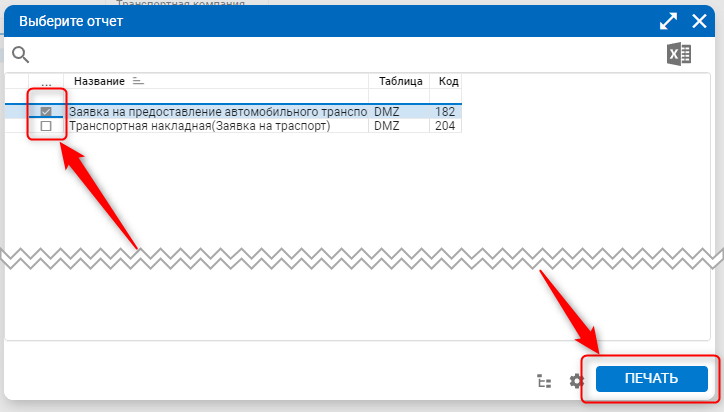 Транспортная компания
Выберите отчет
X
... Название Таблица Код
Заявка на предоставление автомобильного транспо DMZ 182
Транспортная накладная(Заявка на траспорт) DMZ 204
ПЕЧАТЬ